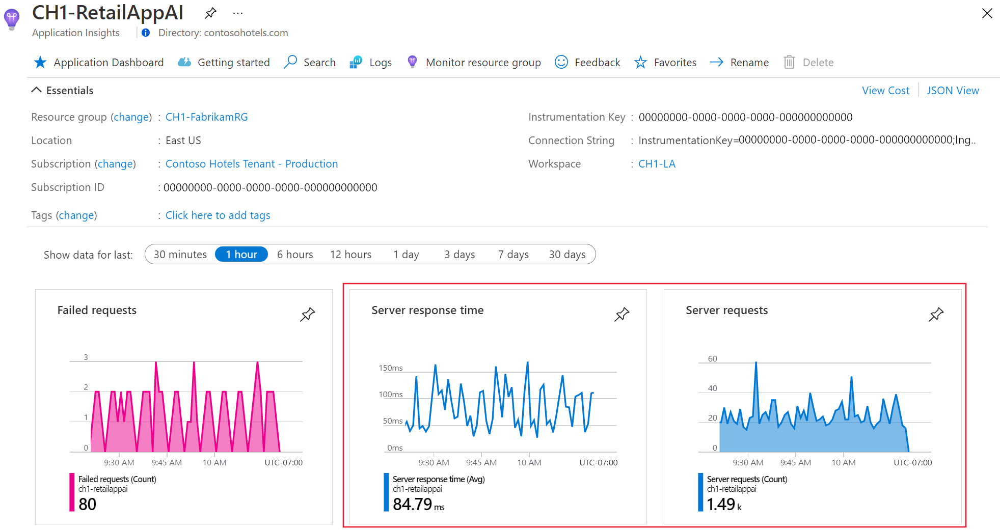 CH1-RetailAppAI
Application Insights
Directory: contosohotels.com
Application Dashboard Getting started Search Logs Monitor resource group Feedback Favorites Rename Delete
Essentials
View Cost JSON View
Resource group (change) : CH1-FabrikamRG
Instrumentation Key : 00000000-0000-0000-0000-000000000000
Location : East US
Connection String : InstrumentationKey=00000000-0000-0000-0000-000000000000;Ing..
Subscription (change) : Contoso Hotels Tenant - Production
Workspace : CH1-LA
Subscription ID : 00000000-0000-0000-0000-000000000000
Tags (change) : Click here to add tags
Show data for last: 30 minutes 1 hour 6 hours 12 hours 1 day 3 days 7 days 30 days
Failed requests
3
2
1
0
9:30 AM 9:45 AM 10 AM UTC-07:00
Failed requests (Count)
ch1-retailappai
80
Server response time
150ms
100ms
50ms
0ms
9:30 AM 9:45 AM 10 AM UTC-07:00
Server response time (Avg)
ch1-retailappai
84.79 ms
Server requests
60
40
20
0
9:30 AM 9:45 AM 10 AM UTC-07:00
Server requests (Count)
ch1-retailappai
1.49 k